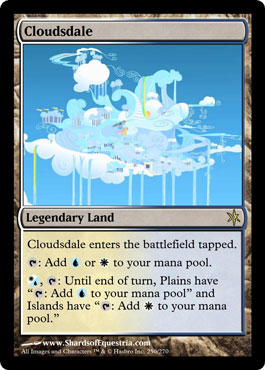 Cloudsdale
Legendary Land
Cloudsdale enters the battlefield tapped.
: Add or to your mana pool.
, : Until end of turn, Plains have
“ : Add to your mana pool” and
Islands have “ : Add to your mana
pool.”
www.ShardsofEquestria.com
All Images and Characters ™ & © Hasbro Inc. 250/270